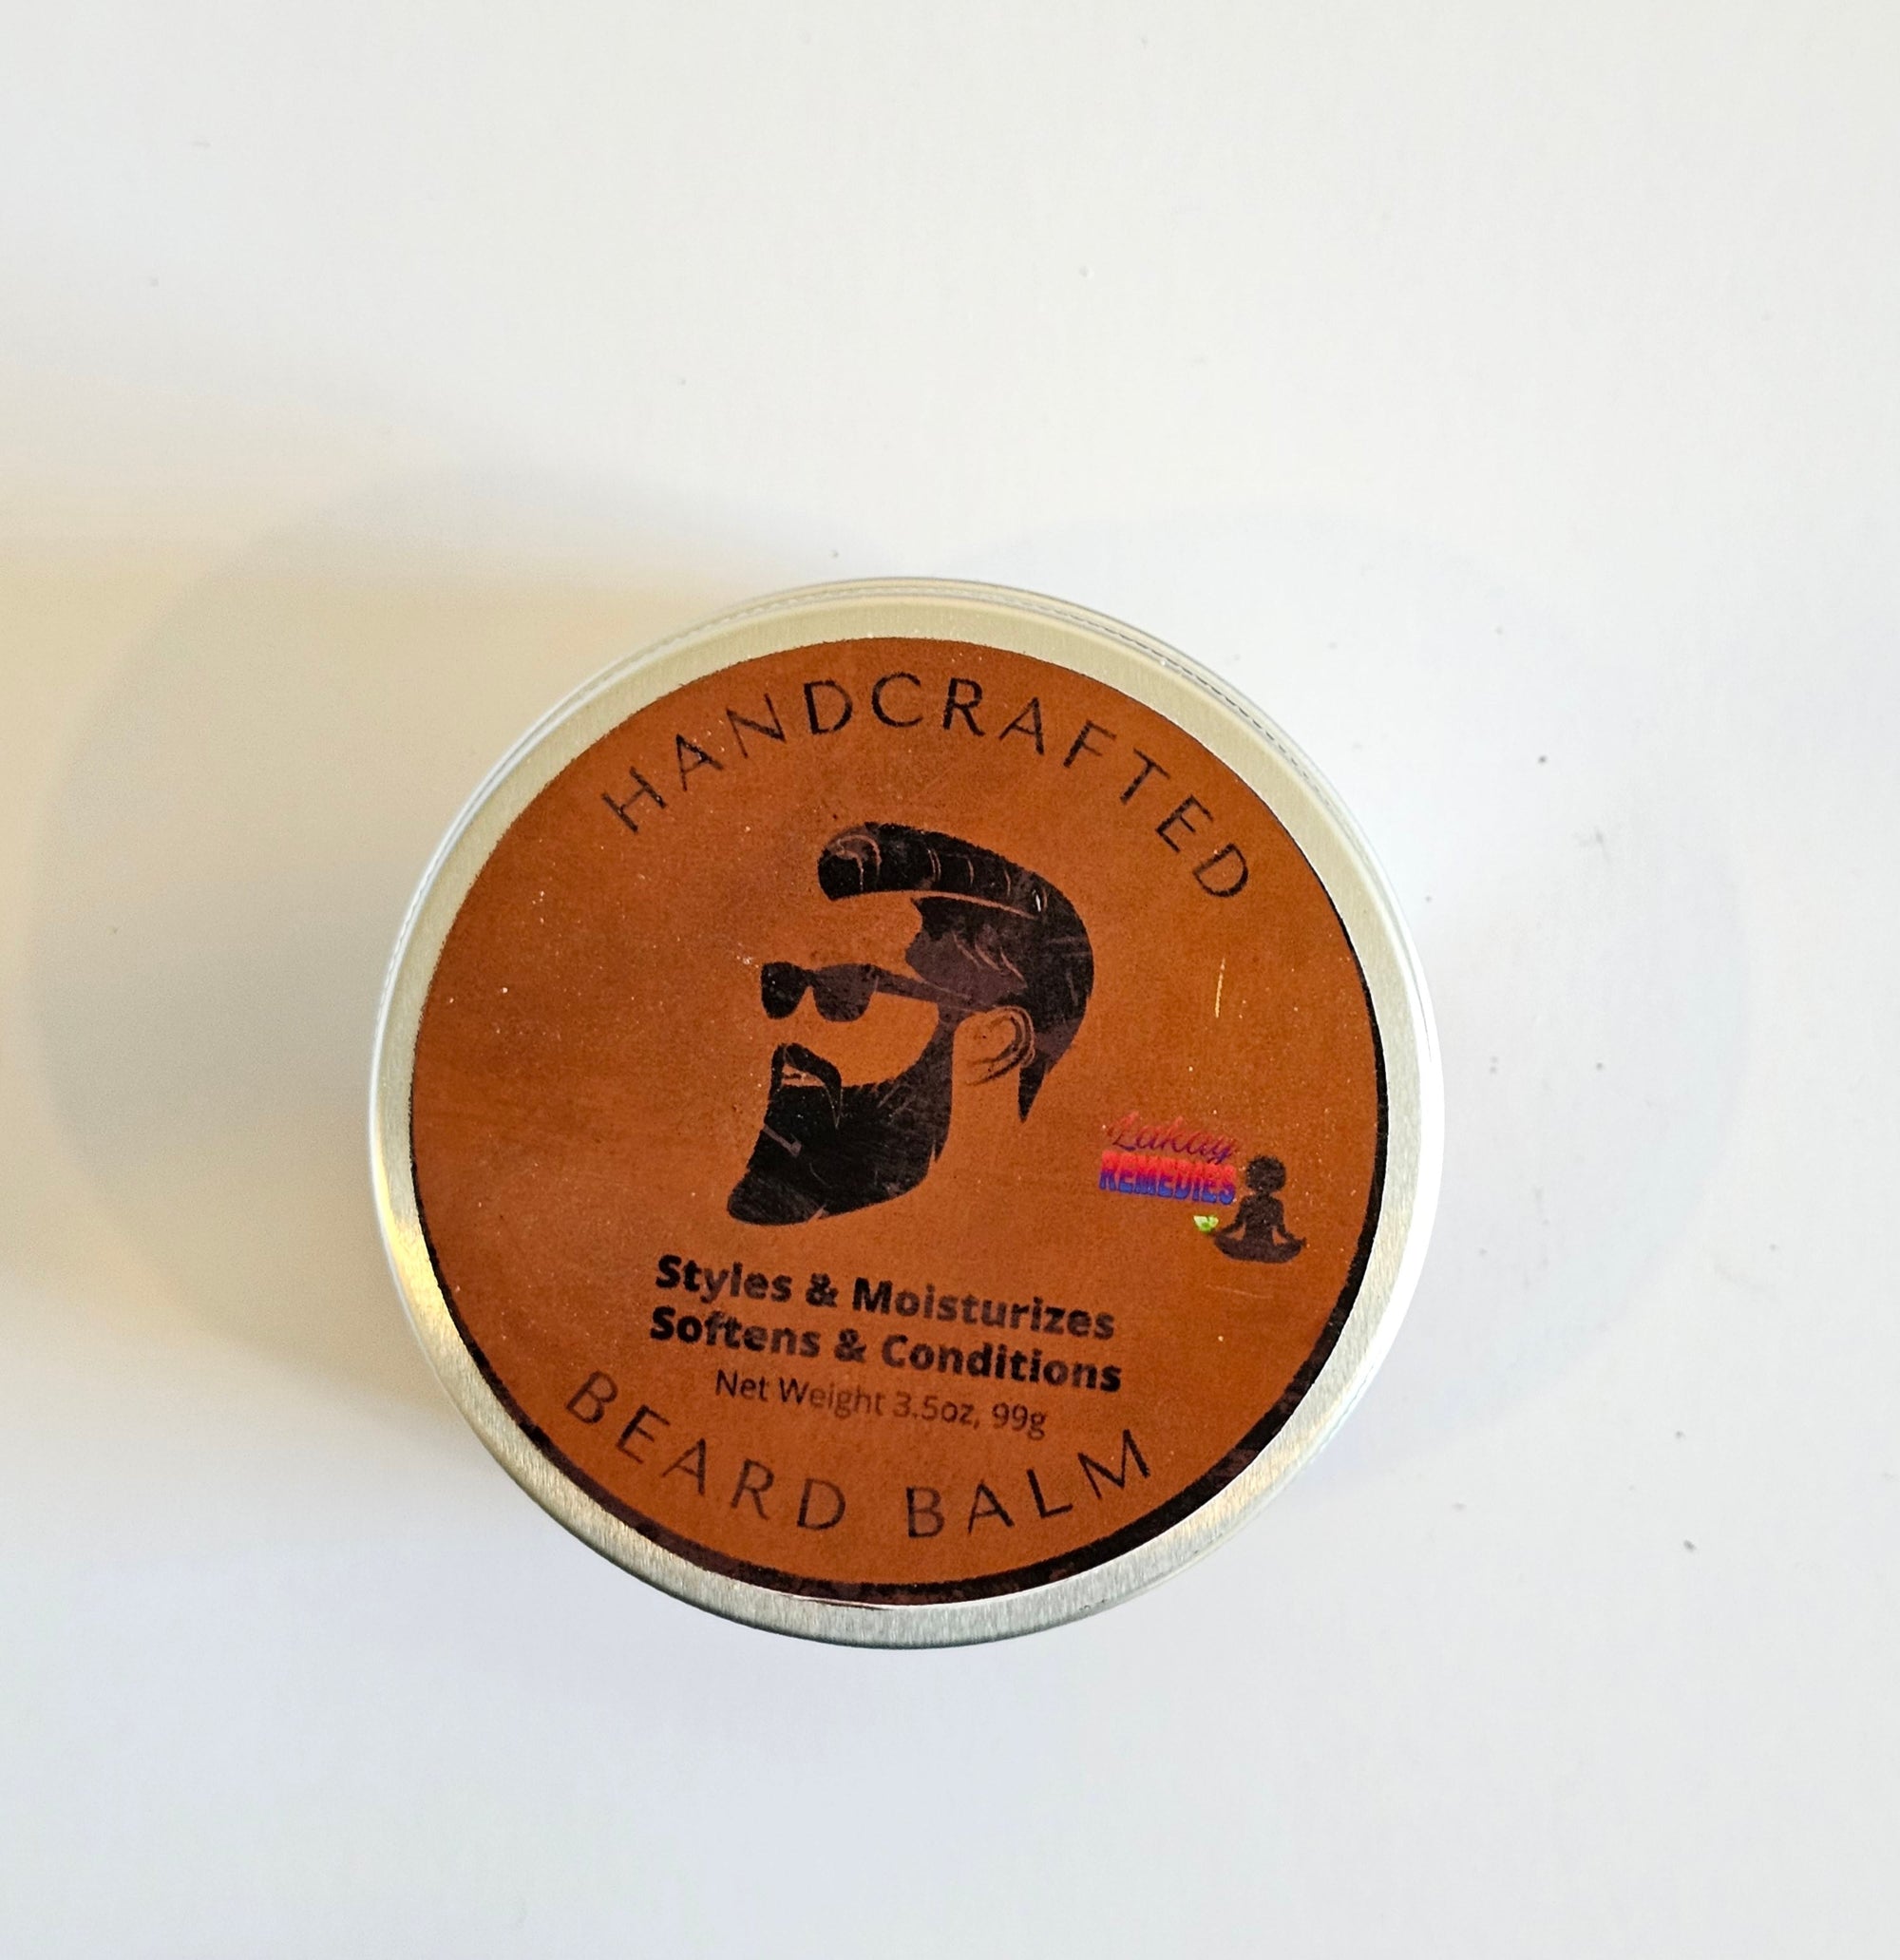 HANDCRAFTED
Lakay
REMEDIES
Styles & Moisturizes
Softens & Conditions
Net Weight 3.5oz, 99g
BEARD BALM